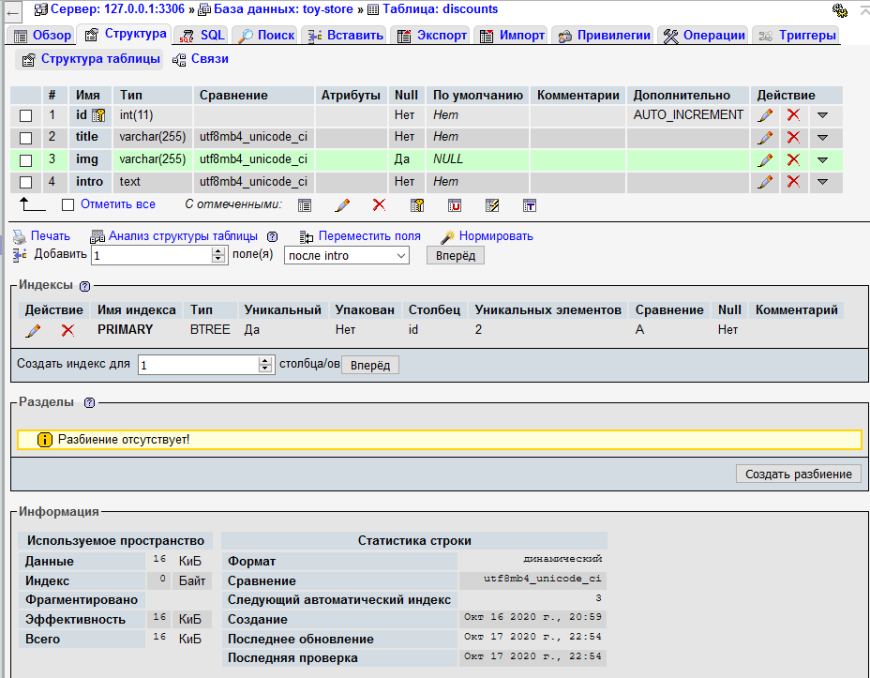 Сервер: 127.0.0.1:3306 » База данных: toy-store » Таблица: discounts
Обзор Структура SQL Поиск Вставить Экспорт Импорт Привилегии Операции Триггеры
Структура таблицы Связи
# Имя Тип Сравнение Атрибуты Null По умолчанию Комментарии Дополнительно Действие
1 id int(11) Нет Нет AUTO_INCREMENT
2 title varchar(255) utf8mb4_unicode_ci Нет Нет
3 img varchar(255) utf8mb4_unicode_ci Да NULL
4 intro text utf8mb4_unicode_ci Нет Нет
Отметить все С отмеченными:
Печать Анализ структуры таблицы Переместить поля Нормировать
Добавить 1 поле(я) после intro Вперёд
Индексы
Действие Имя индекса Тип Уникальный Упакован Столбец Уникальных элементов Сравнение Null Комментарий
PRIMARY BTREE Да Нет id 2 A Нет
Создать индекс для 1 столбца/ов Вперёд
Разделы
Разбиение отсутствует!
Создать разбиение
Информация
Используемое пространство
Данные 16 КиБ
Индекс 0 Байт
Фрагментировано
Эффективность 16 КиБ
Всего 16 КиБ
Статистика строки
Формат динамический
Сравнение utf8mb4_unicode_ci
Следующий автоматический индекс 3
Создание Окт 16 2020 г., 20:59
Последнее обновление Окт 17 2020 г., 22:54
Последняя проверка Окт 17 2020 г., 22:54